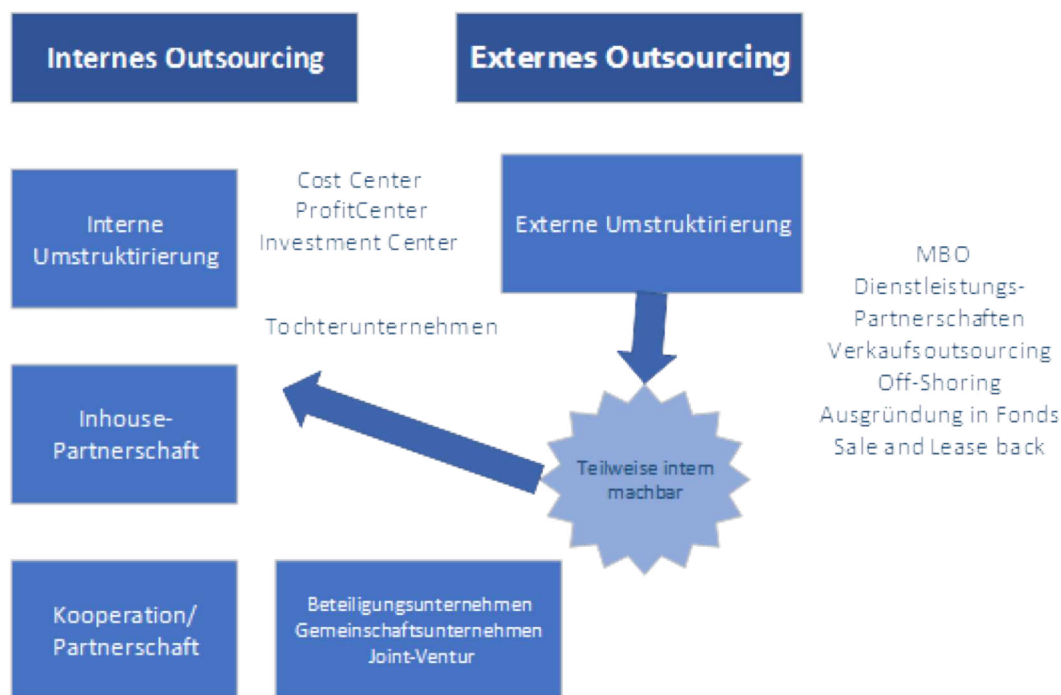 Internes Outsourcing
Externes Outsourcing
Interne
Umstruktirierung
Cost Center
ProfitCenter
Investment Center
Externe Umstruktirierung
MBO
Dienstleistungs-
Partnerschaften
Verkaufsoutsourcing
Off-Shoring
Ausgründung in Fonds
Sale and Lease back
Tochterunternehmen
Inhouse-
Partnerschaft
Teilweise intern
machbar
Kooperation/
Partnerschaft
Beteiligungsunternehmen
Gemeinschaftsunternehmen
Joint-Ventur